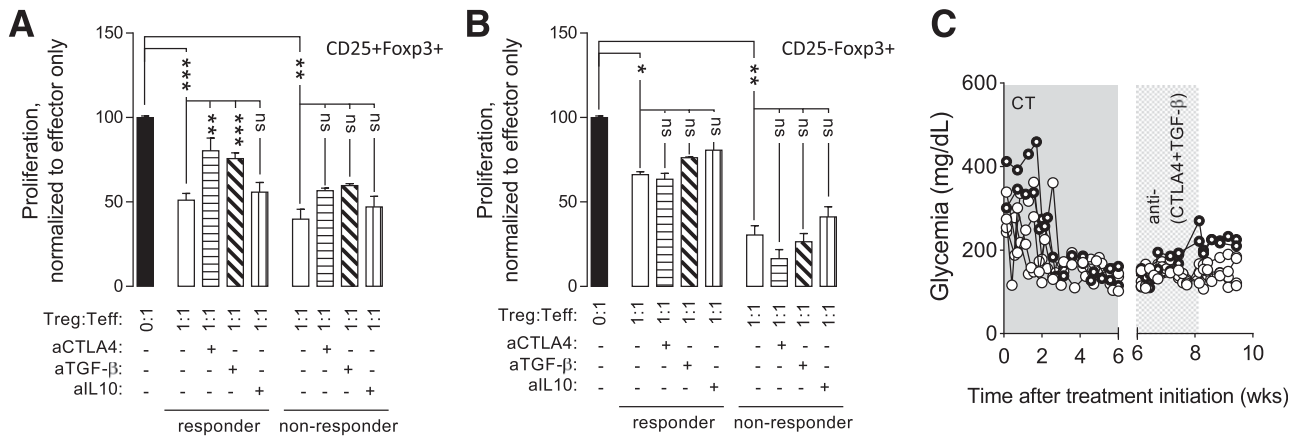 A
Proliferation,
normalized to effector only
150
100
50
0
CD25+Foxp3+
***
**
***
ns
**
ns
ns
ns
Treg:Teff: 0:1 1:1 1:1 1:1 1:1 1:1 1:1 1:1 1:1
aCTLA4: - - + - - - + - -
aTGF-β: - - - + - - - + -
aIL10: - - - - + - - - +
responder non-responder
B
Proliferation,
normalized to effector only
150
100
50
0
CD25-Foxp3+
*
ns
ns
ns
**
ns
ns
ns
Treg:Teff: 0:1 1:1 1:1 1:1 1:1 1:1 1:1 1:1 1:1
aCTLA4: - - + - - - + - -
aTGF-β: - - - + - - - + -
aIL10: - - - - + - - - +
responder non-responder
C
Glycemia (mg/dL)
600
400
200
0
CT
anti-
(CTLA4+TGF-β)
0 2 4 6 6 8 10
Time after treatment initiation (wks)